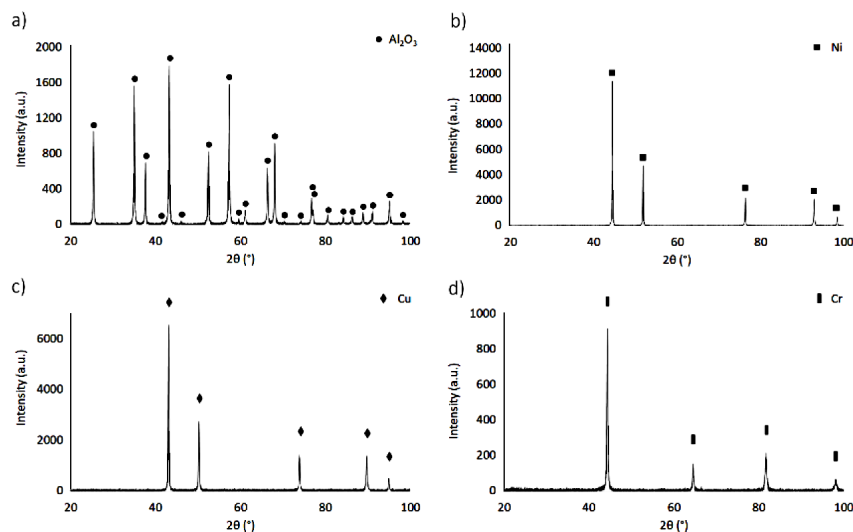 a)
Al₂O₃
Intensity (a.u.)
2000
1600
1200
800
400
0
20 40 60 80 100
2θ (°)
b)
Ni
Intensity (a.u.)
14000
12000
10000
8000
6000
4000
2000
0
20 40 60 80 100
2θ (°)
c)
Cu
Intensity (a.u.)
6000
4000
2000
0
20 40 60 80 100
2θ (°)
d)
Cr
Intensity (a.u.)
1000
800
600
400
200
0
20 40 60 80 100
2θ (°)